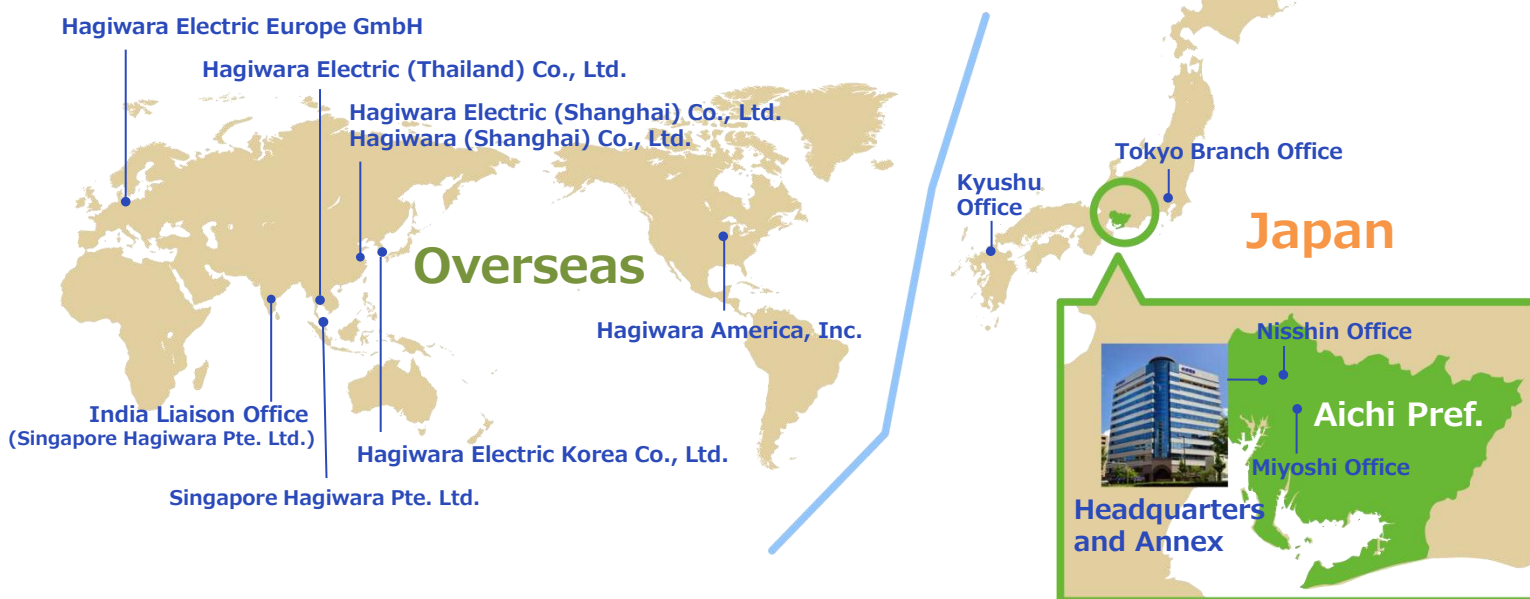 Hagiwara Electric Europe GmbH
Hagiwara Electric (Thailand) Co., Ltd.
Hagiwara Electric (Shanghai) Co., Ltd.
Hagiwara (Shanghai) Co., Ltd.
Overseas
Hagiwara America, Inc.
India Liaison Office
(Singapore Hagiwara Pte. Ltd.)
Hagiwara Electric Korea Co., Ltd.
Singapore Hagiwara Pte. Ltd.
Tokyo Branch Office
Kyushu
Office
Japan
Nisshin Office
Aichi Pref.
Miyoshi Office
Headquarters
and Annex